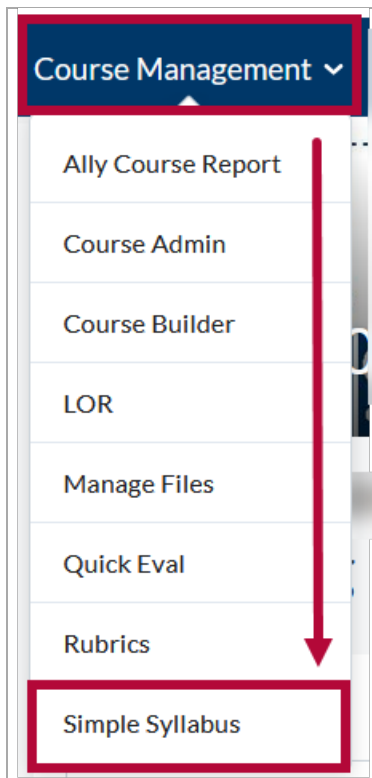 Course Management
Ally Course Report
Course Admin
Course Builder
LOR
Manage Files
Quick Eval
Rubrics
Simple Syllabus